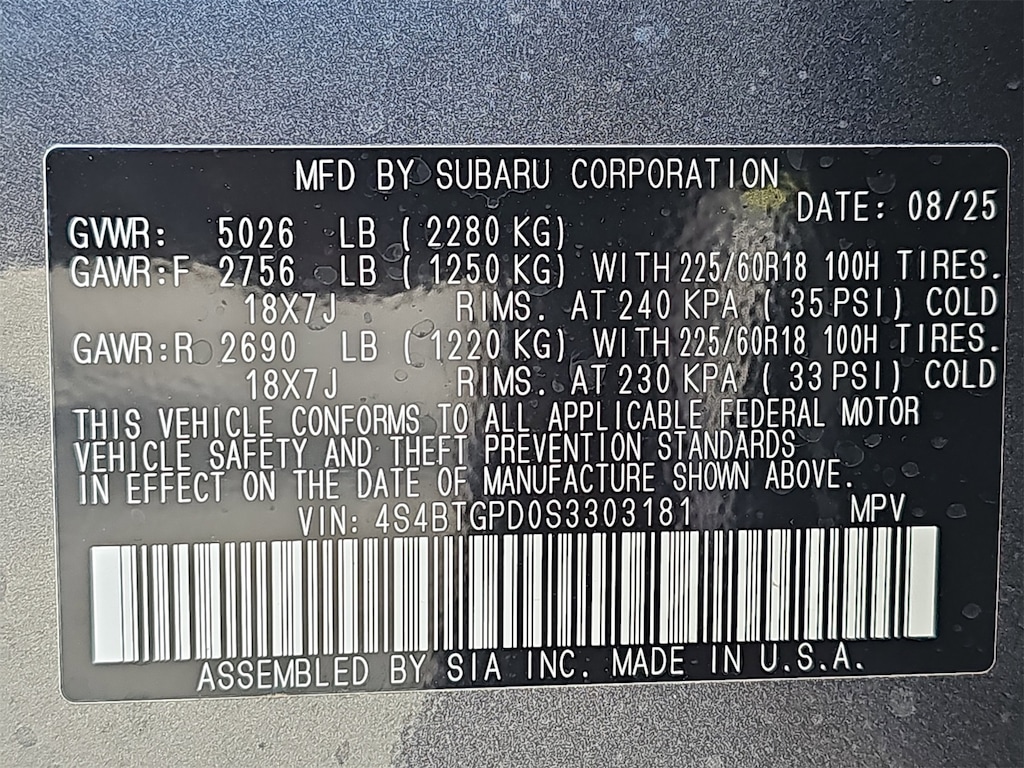 MFD BY SUBARU CORPORATION
DATE: 08/25
GVWR: 5026 LB ( 2280 KG)
GAWR:F 2756 LB ( 1250 KG) WITH 225/60R18 100H TIRES.
18X7J RIMS. AT 240 KPA ( 35 PSI) COLD
GAWR:R 2690 LB ( 1220 KG) WITH 225/60R18 100H TIRES.
18X7J RIMS. AT 230 KPA ( 33 PSI) COLD
THIS VEHICLE CONFORMS TO ALL APPLICABLE FEDERAL MOTOR
VEHICLE SAFETY AND THEFT PREVENTION STANDARDS
IN EFFECT ON THE DATE OF MANUFACTURE SHOWN ABOVE.
VIN: 4S4BTGPD0S3303181 MPV
ASSEMBLED BY SIA INC. MADE IN U.S.A.